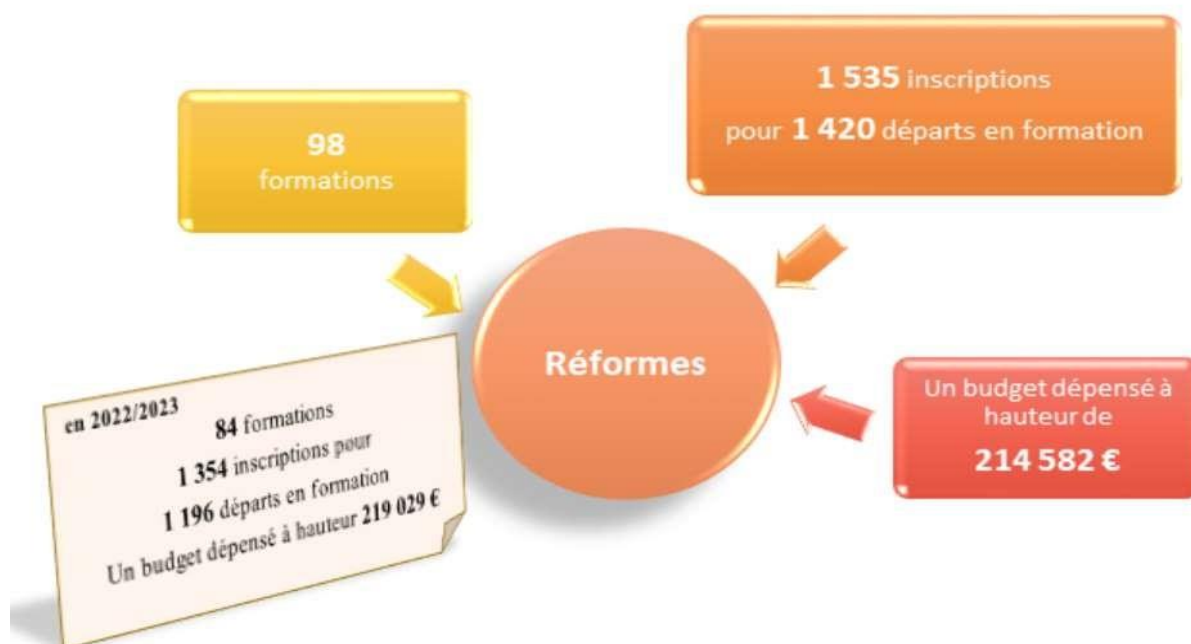 98
formations
1 535 inscriptions
pour 1 420 départs en formation
Réformes
Un budget dépensé à
hauteur de
214 582 €
en 2022/2023
84 formations
1 354 inscriptions pour
1 196 départs en formation
Un budget dépensé à hauteur 219 029 €